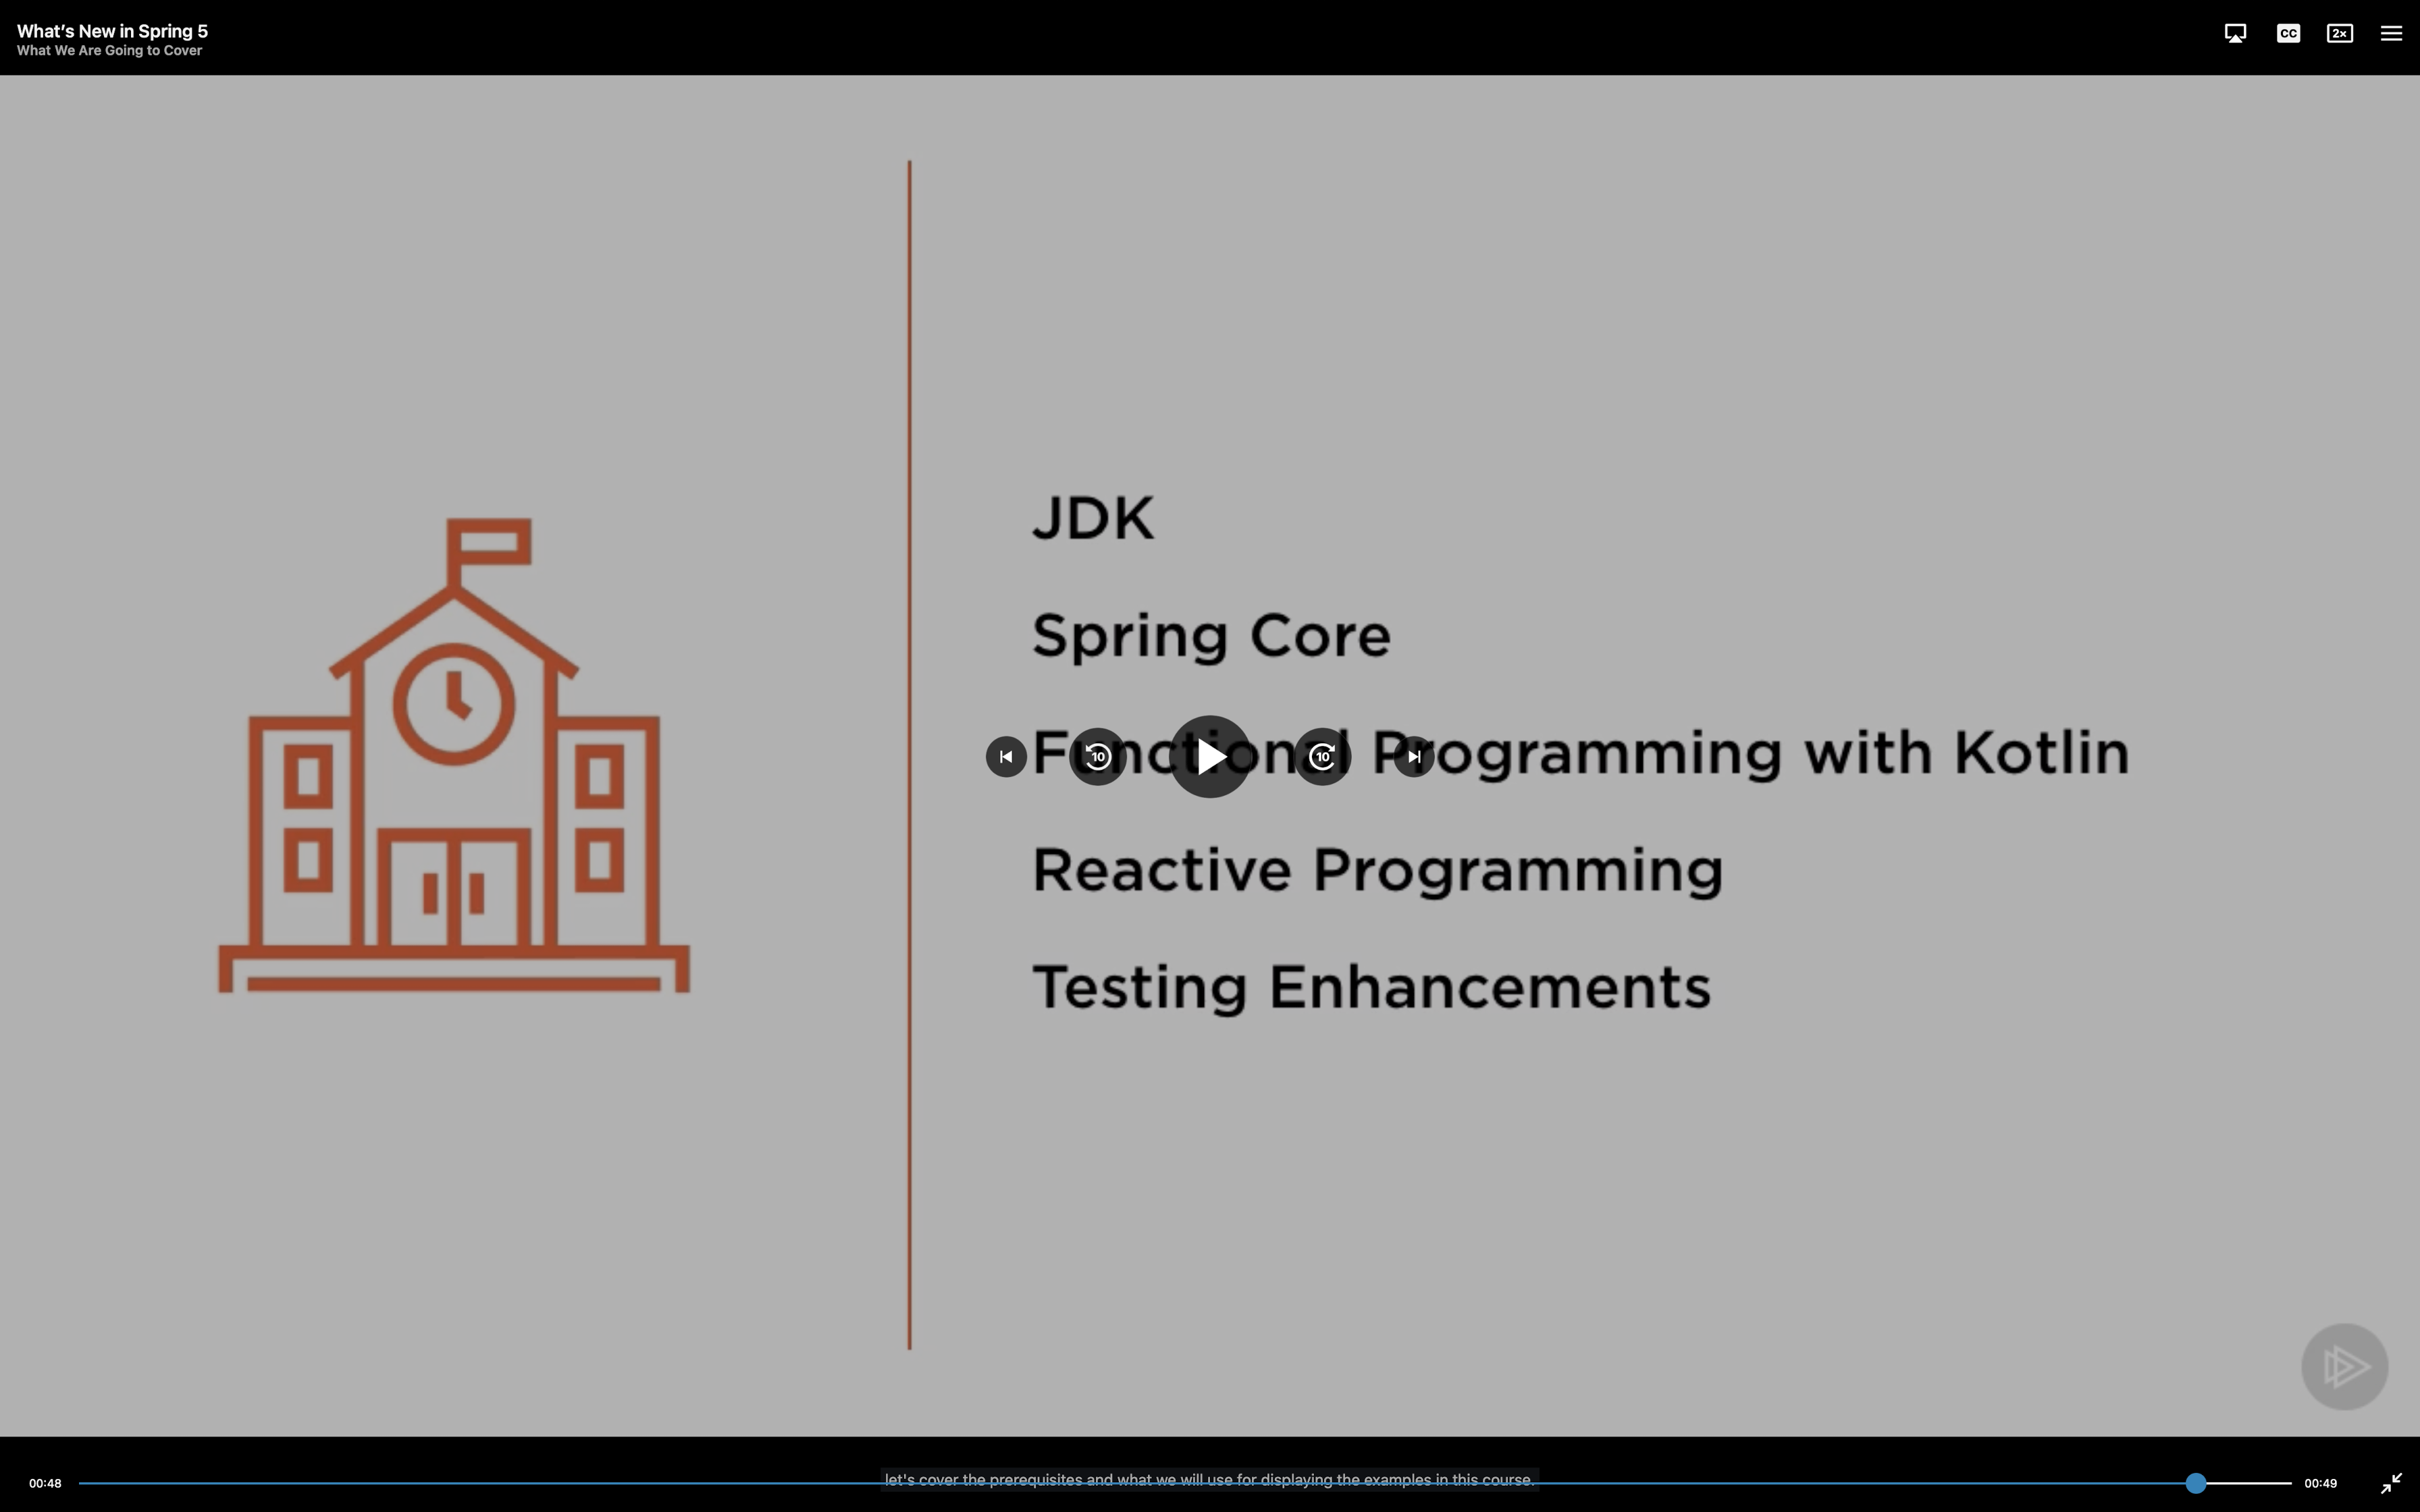 What's New in Spring 5
What We Are Going to Cover
CC
2x
JDK
Spring Core
Functional Programming with Kotlin
10
10
Reactive Programming
Testing Enhancements
let's cover the prerequisites and what we will use for displaying the examples in this course.
00:48
00:49